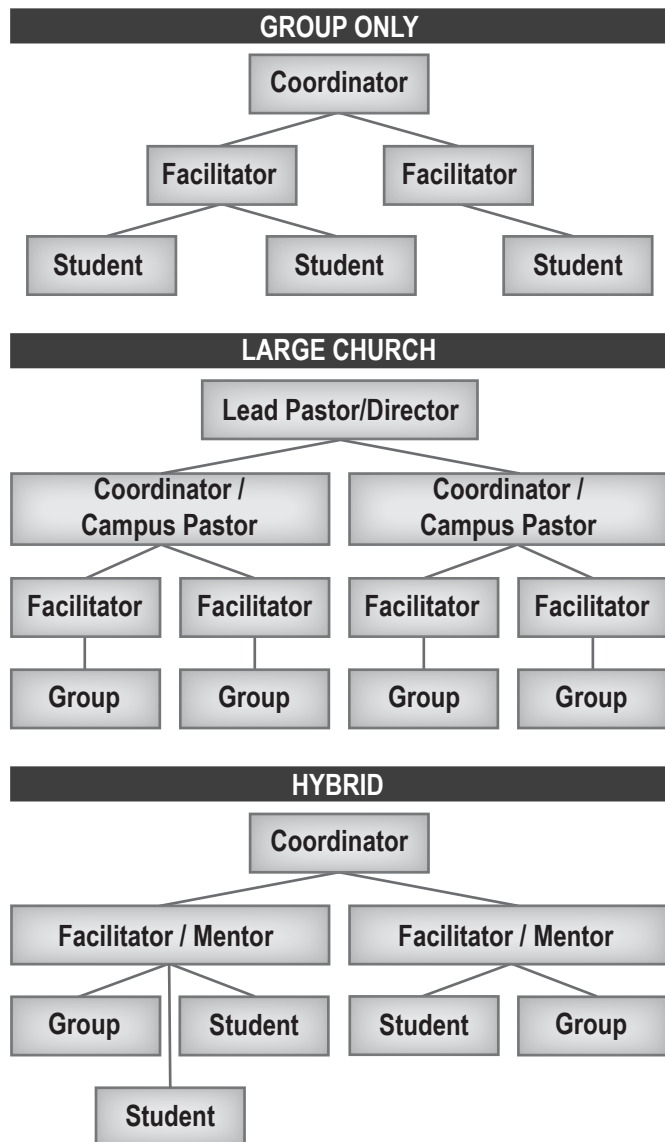 GROUP ONLY
Coordinator
Facilitator
Facilitator
Student
Student
Student
LARGE CHURCH
Lead Pastor/Director
Coordinator /
Campus Pastor
Coordinator /
Campus Pastor
Facilitator
Facilitator
Facilitator
Facilitator
Group
Group
Group
Group
HYBRID
Coordinator
Facilitator / Mentor
Facilitator / Mentor
Group
Student
Student
Group
Student